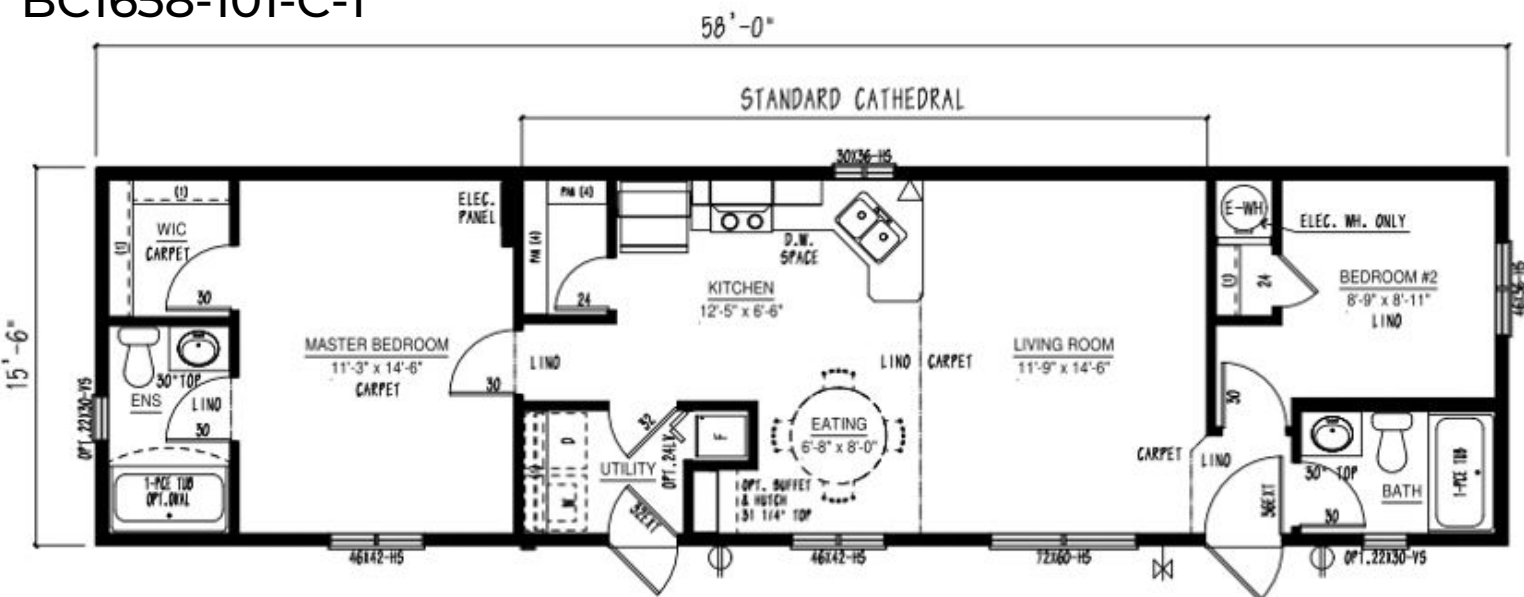 BC1658-101-C-1
58'-0"
STANDARD CATHEDRAL
15'-6"
30X36-HS
(1)
WIC
CARPET
(1)
30
ELEC.
PANEL
MASTER BEDROOM
11'-3" x 14'-6"
CARPET
30
ENS
30" TOP
LINO
30
OPT.22X30-VS
1-PCE TUB
OPT.OVAL
46X42-HS
PAN (4)
PAN (4)
24
LINO
KITCHEN
12'-5" x 6'-6"
D.W.
SPACE
LINO
CARPET
LIVING ROOM
11'-9" x 14'-6"
EATING
6'-8" x 8'-0"
D
W
UTILITY
32
OPT.24LV
F
32EXT
OPT. BUFFET
& HUTCH
31 1/4" TOP
46X42-HS
72X60-HS
CARPET
LINO
36EXT
E-WH
ELEC. WH. ONLY
(1)
24
BEDROOM #2
8'-9" x 8'-11"
LINO
46X36-HS
30
30" TOP
BATH
30
1-PCE TUB
OPT.22X30-VS